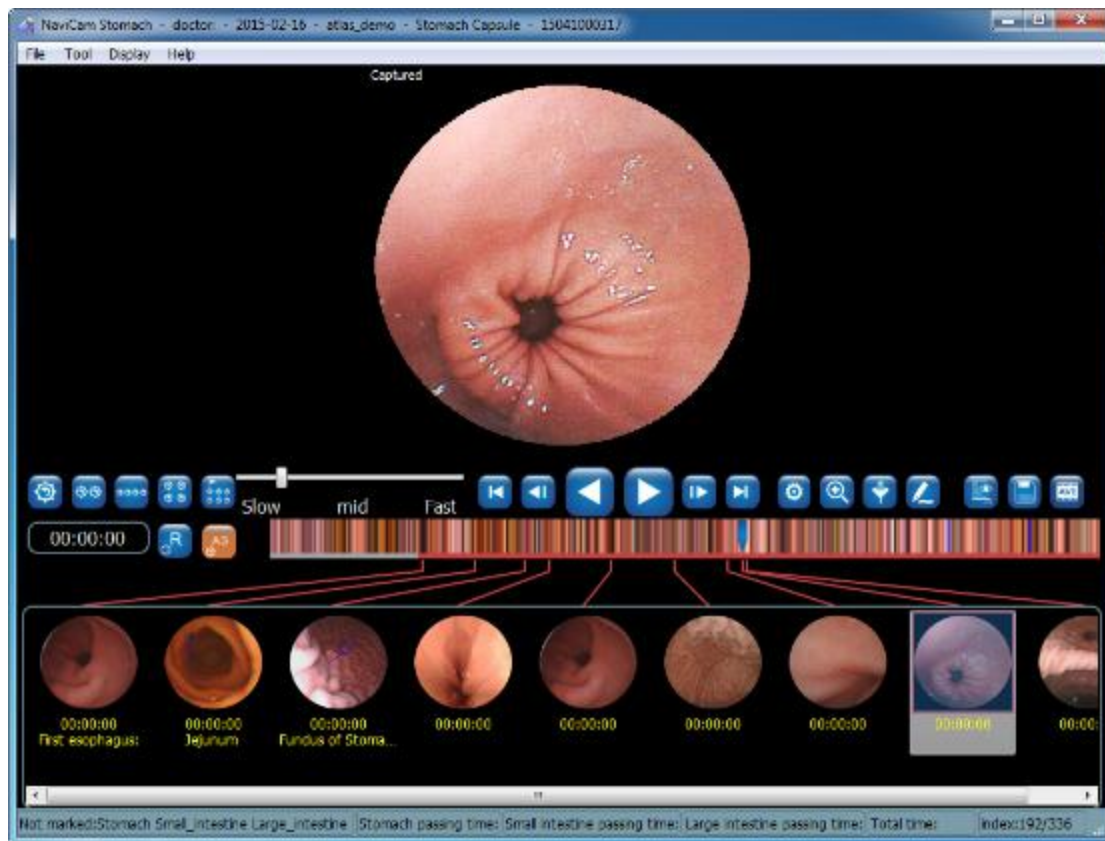 NaviCam Stomach - doctor: - 2015-02-16 - atlas_demo - Stomach Capsule - 15041000317
File Tool Display Help
Captured
Slow mid Fast
00:00:00 R
00:00:00 00:00:00 00:00:00 00:00:00 00:00:00 00:00:00 00:00:00 00:00:00 00:00:
First esophagus: Jejunum Fundus of Stoma...
Not marked:Stomach Small_intestine Large_intestine Stomach passing time: Small intestine passing time: Large intestine passing time: Total time: index:192/336